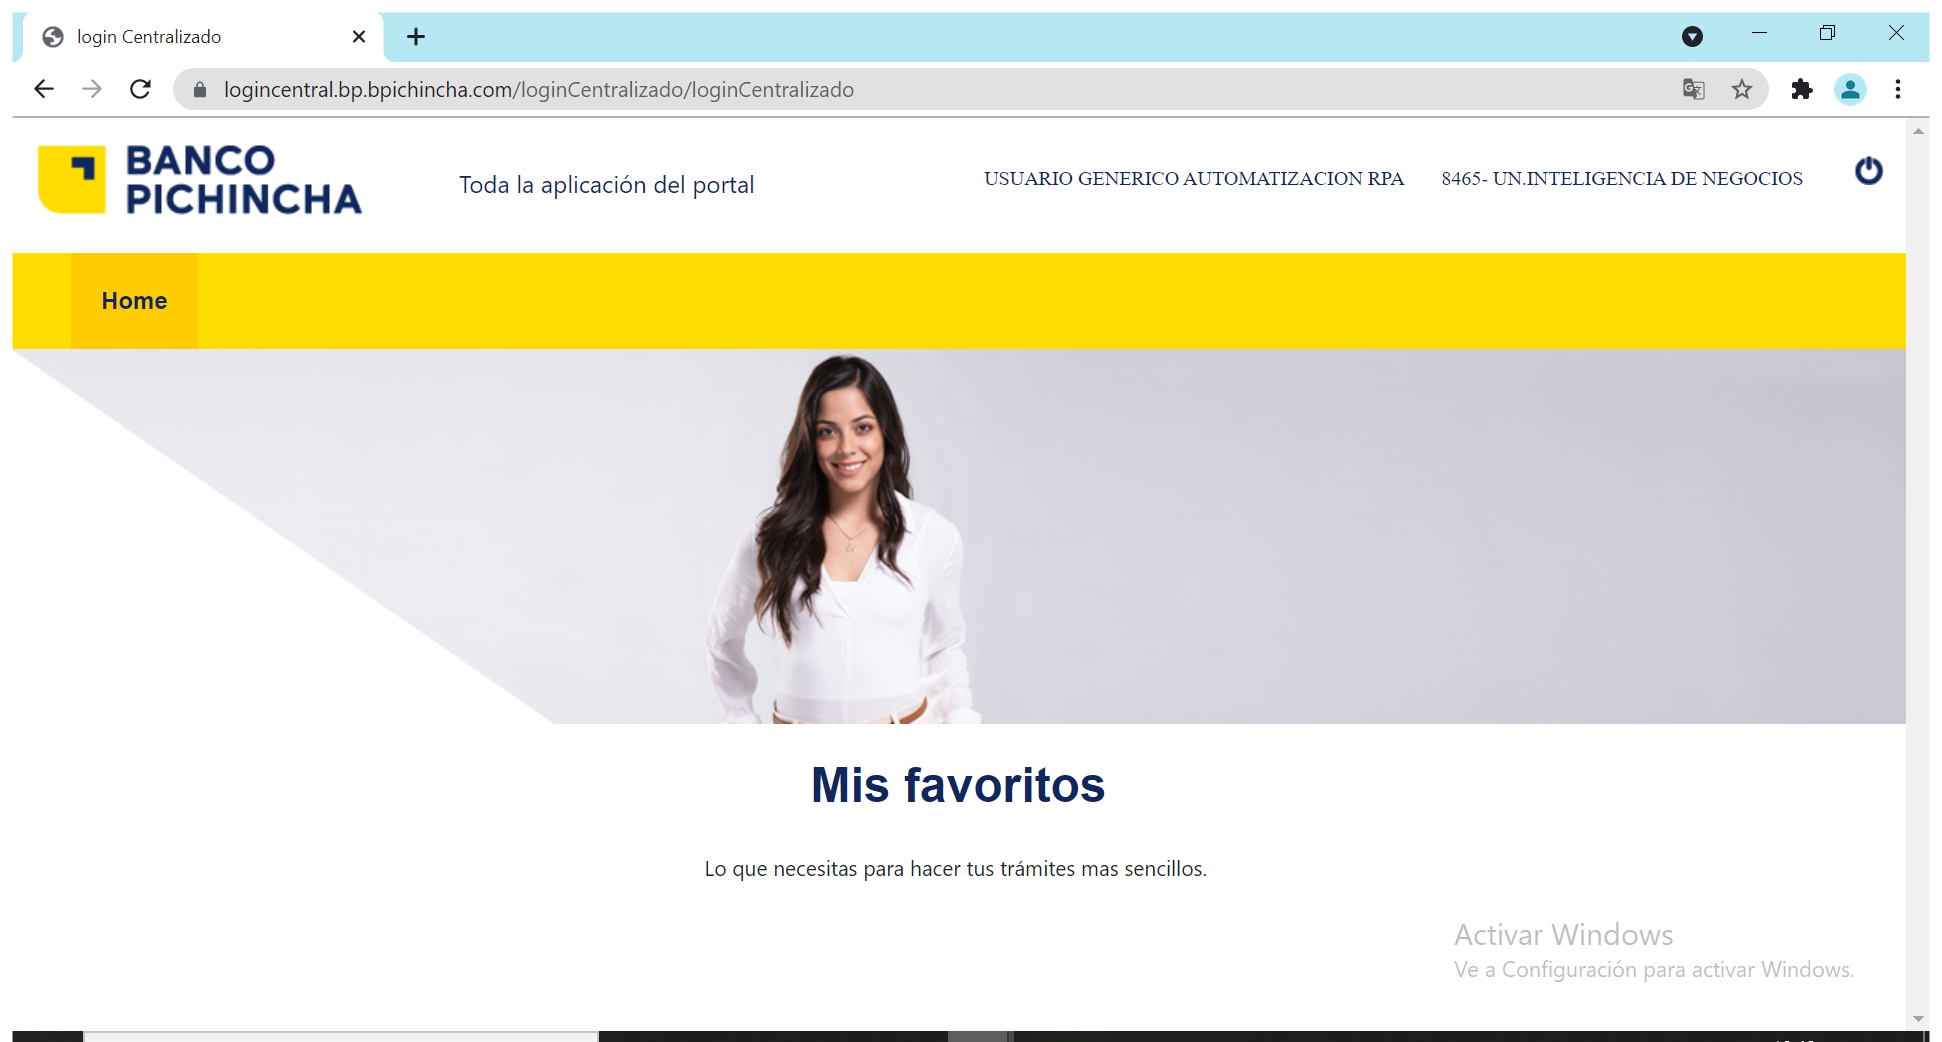 login Centralizado
logincentral.bp.bpichincha.com/loginCentralizado/loginCentralizado
BANCO
PICHINCHA
Toda la aplicación del portal
USUARIO GENERICO AUTOMATIZACION RPA
8465- UN.INTELIGENCIA DE NEGOCIOS
Home
Mis favoritos
Lo que necesitas para hacer tus trámites mas sencillos.
Activar Windows
Ve a Configuración para activar Windows.